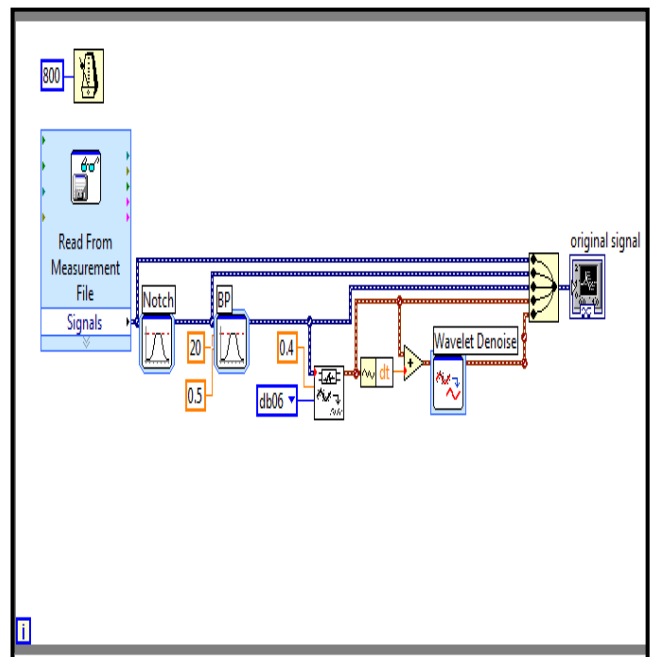 800
Read From
Measurement
File
Signals
Notch
BP
20
0.5
0.4
db06
dt
+
Wavelet Denoise
original signal
i